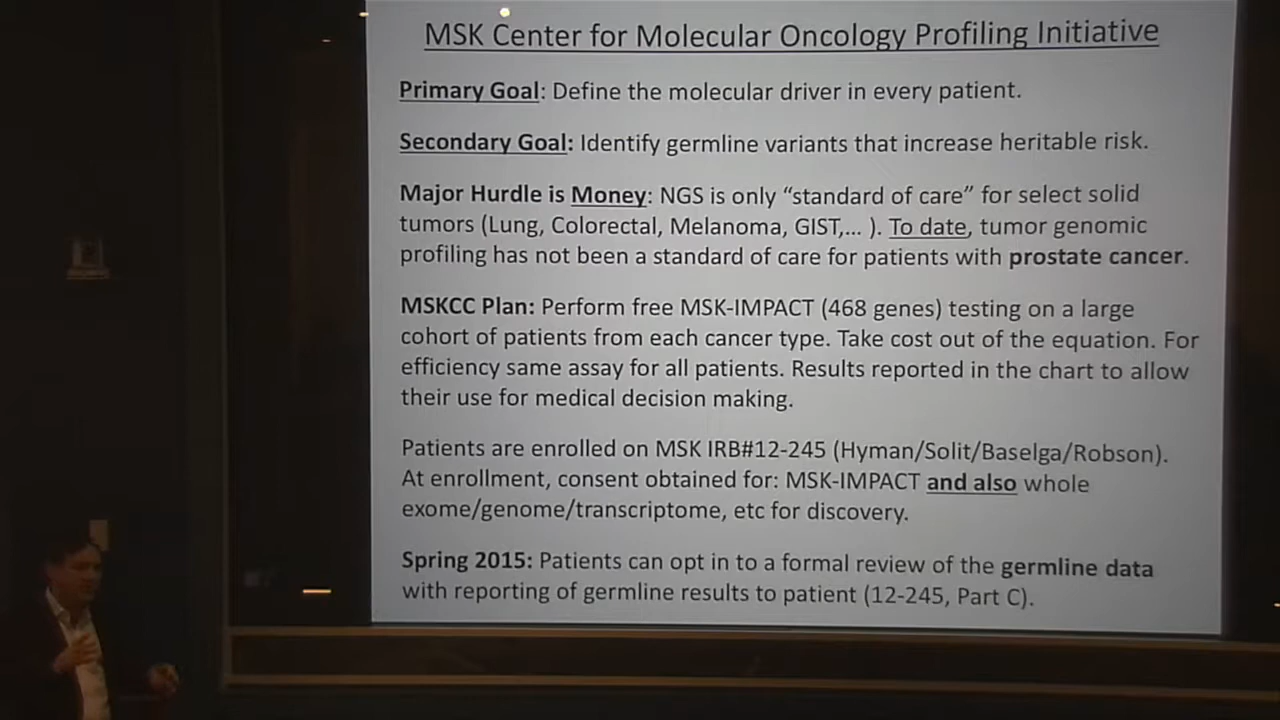 MSK Center for Molecular Oncology Profiling Initiative
Primary Goal: Define the molecular driver in every patient.
Secondary Goal: Identify germline variants that increase heritable risk.
Major Hurdle is Money: NGS is only “standard of care” for select solid
tumors (Lung, Colorectal, Melanoma, GIST,... ). To date, tumor genomic
profiling has not been a standard of care for patients with prostate cancer.
MSKCC Plan: Perform free MSK-IMPACT (468 genes) testing on a large
cohort of patients from each cancer type. Take cost out of the equation. For
efficiency same assay for all patients. Results reported in the chart to allow
their use for medical decision making.
Patients are enrolled on MSK IRB#12-245 (Hyman/Solit/Baselga/Robson).
At enrollment, consent obtained for: MSK-IMPACT and also whole
exome/genome/transcriptome, etc for discovery.
Spring 2015: Patients can opt in to a formal review of the germline data
with reporting of germline results to patient (12-245, Part C).